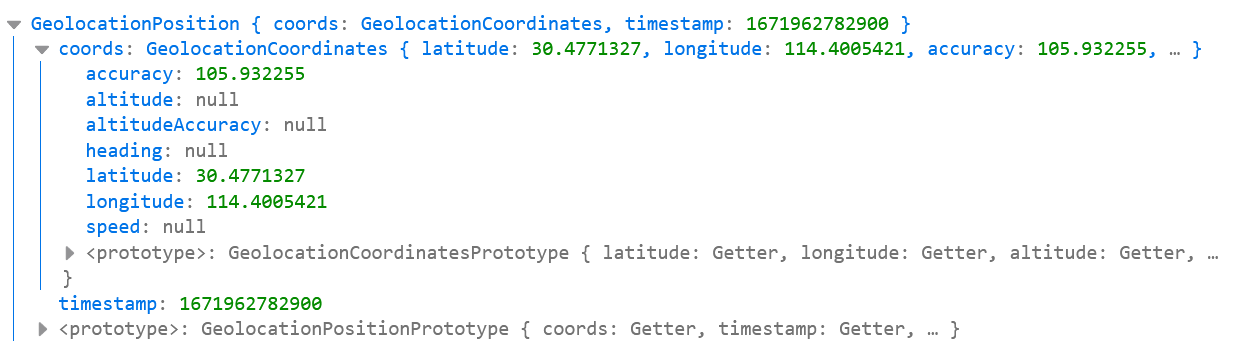 GeolocationPosition { coords: GeolocationCoordinates, timestamp: 1671962782900 }
coords: GeolocationCoordinates { latitude: 30.4771327, longitude: 114.4005421, accuracy: 105.932255, … }
accuracy: 105.932255
altitude: null
altitudeAccuracy: null
heading: null
latitude: 30.4771327
longitude: 114.4005421
speed: null
<prototype>: GeolocationCoordinatesPrototype { latitude: Getter, longitude: Getter, altitude: Getter, …
}
timestamp: 1671962782900
<prototype>: GeolocationPositionPrototype { coords: Getter, timestamp: Getter, … }